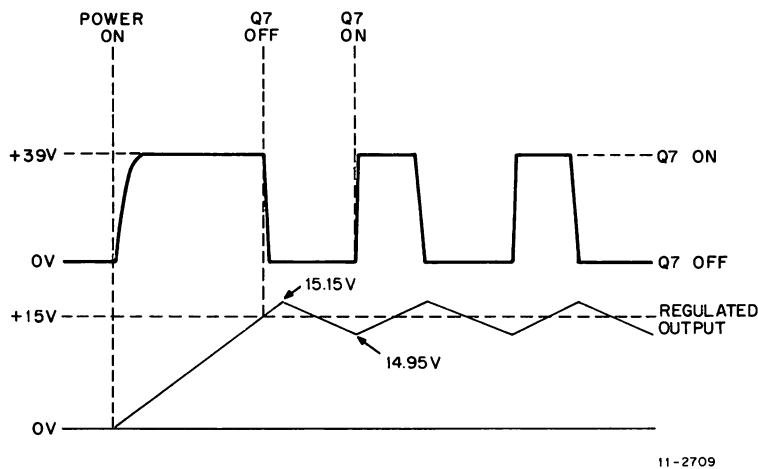 POWER
ON
Q7
OFF
Q7
ON
+39V
Q7 ON
0V
Q7 OFF
15.15V
+15V
REGULATED
OUTPUT
14.95V
0V
11-2709